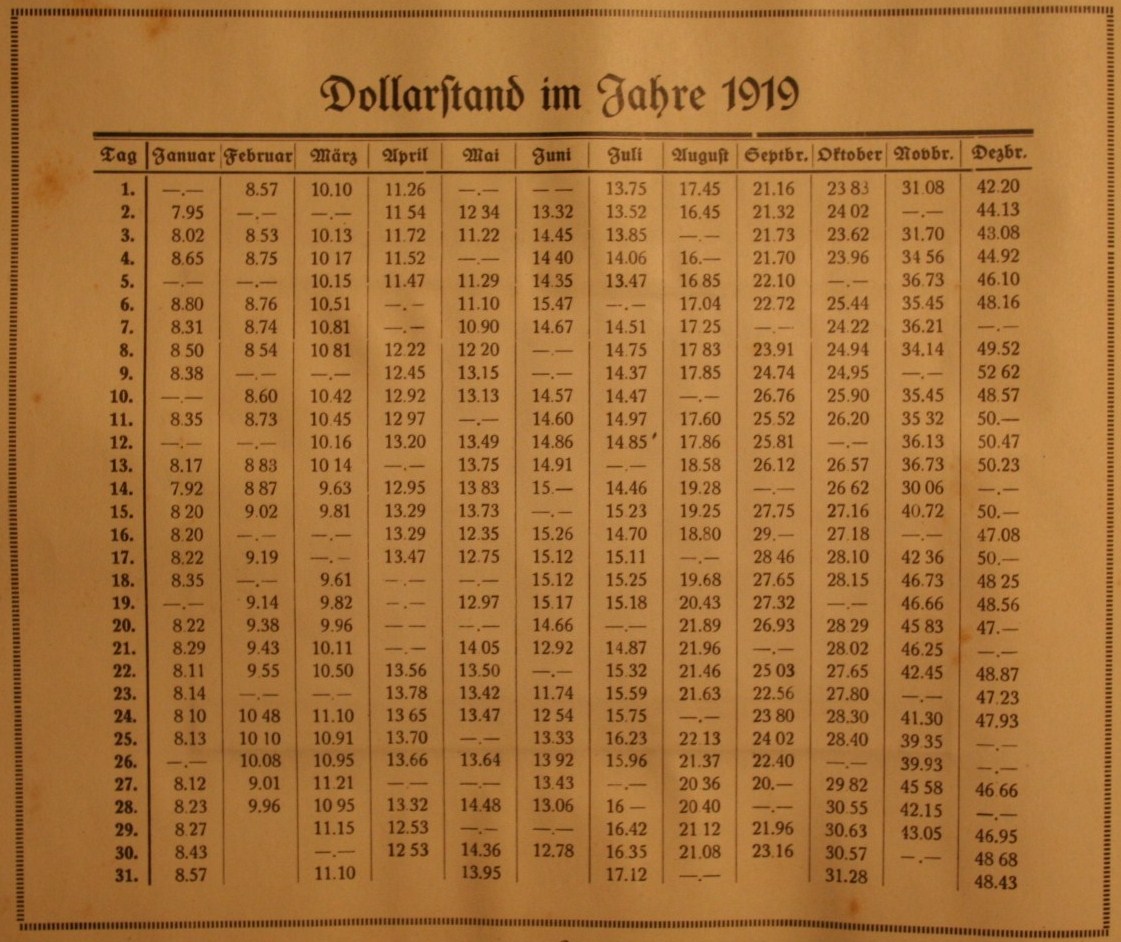 Dollarstand im Jahre 1919
Tag Januar Februar März April Mai Juni Juli August Septbr. Oktober Novbr. Dezbr.
1. —.— 8.57 10.10 11.26 —.— — — 13.75 17.45 21.16 23 83 31 08 42 20
2. 7.95 —.— —.— 11 54 12 34 13.32 13.52 16.45 21.32 24 02 —.— 44.13
3. 8.02 8 53 10.13 11.72 11.22 14.45 13.85 —.— 21.73 23.62 31.70 43.08
4. 8.65 8.75 10 17 11.52 —.— 14 40 14.06 16.— 21.70 23.96 34 56 44.92
5. —.— —.— 10.15 11.47 11.29 14 35 13.47 16 85 22.10 —.— 36.73 46.10
6. 8.80 8.76 10.51 —.— 11.10 15.47 —.— 17.04 22.72 25.44 35.45 48.16
7. 8.31 8.74 10.81 —.— 10 90 14.67 14.51 17 25 —.— 24 22 36.21 —.—
8. 8 50 8 54 10 81 12.22 12 20 —.— 14.75 17 83 23.91 24.94 34.14 49.52
9. 8.38 —.— —.— 12.45 13.15 —.— 14.37 17.85 24.74 24,95 —.— 52 62
10. —.— 8.60 10.42 12.92 13.13 14.57 14.47 —.— 26.76 25.90 35.45 48.57
11. 8.35 8.73 10 45 12 97 —.— 14.60 14.97 17.60 25.52 26.20 35 32 50.—
12. —.— —.— 10.16 13.20 13.49 14.86 14.85 17.86 25.81 —.— 36.13 50.47
13. 8.17 8 83 10 14 —.— 13.75 14.91 —.— 18.58 26.12 26 57 36.73 50.23
14. 7.92 8 87 9.63 12.95 13 83 15.— 14.46 19.28 —.— 26 62 30 06 —.—
15. 8 20 9.02 9.81 13.29 13.73 —.— 15 23 19.25 27.75 27.16 40.72 50.—
16. 8.20 —.— —.— 13.29 12.35 15.26 14.70 18.80 29.— 27.18 —.— 47.08
17. 8.22 9.19 —.— 13.47 12.75 15.12 15.11 —.— 28 46 28.10 42 36 50.—
18. 8.35 —.— 9.61 —.— —.— 15.12 15.25 19.68 27.65 28.15 46.73 48 25
19. —.— 9.14 9.82 —.— 12.97 15.17 15.18 20.43 27.32 —.— 46.66 48.56
20. 8 22 9.38 9.96 — — —.— 14.66 —.— 21.89 26.93 28 29 45 83 47.—
21. 8.29 9.43 10.11 —.— 14 05 12.92 14.87 21.96 —.— 28.02 46.25 —.—
22. 8.11 9 55 10.50 13.56 13.50 —.— 15.32 21.46 25 03 27.65 42.45 48.87
23. 8.14 —.— —.— 13.78 13.42 11.74 15.59 21.63 22.56 27.80 —.— 47.23
24. 8 10 10 48 11.10 13 65 13.47 12 54 15.75 —.— 23 80 28.30 41.30 47.93
25. 8.13 10 10 10.91 13.70 —.— 13.33 16.23 22 13 24 02 28.40 39 35 —.—
26. —.— 10.08 10.95 13.66 13.64 13 92 15.96 21.37 22.40 —.— 39.93 —.—
27. 8.12 9.01 11.21 —.— —.— 13 43 —.— 20 36 20.— 29 82 45 58 46 66
28. 8.23 9.96 10 95 13.32 14.48 13.06 16 — 20 40 —.— 30 55 42.15 —.—
29. 8 27 11.15 12.53 —.— —.— 16.42 21 12 21.96 30.63 43.05 46.95
30. 8.43 —.— 12 53 14.36 12.78 16 35 21.08 23.16 30.57 —.— 48 68
31. 8.57 11.10 13.95 17.12 —.— 31.28 48.43